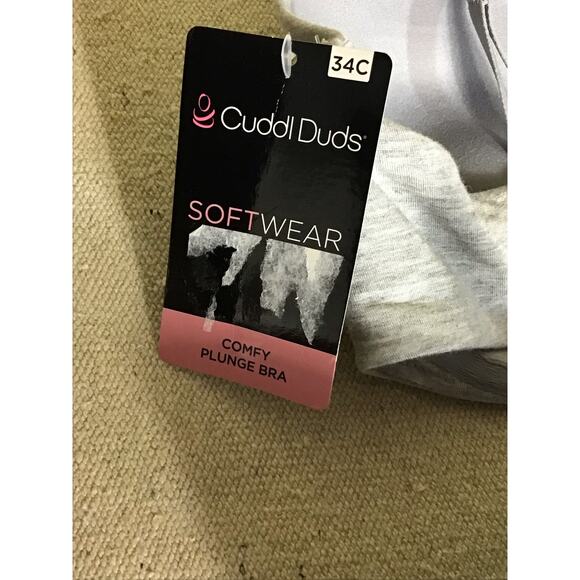 34C
Cuddl Duds®
SOFTWEAR
COMFY
PLUNGE BRA